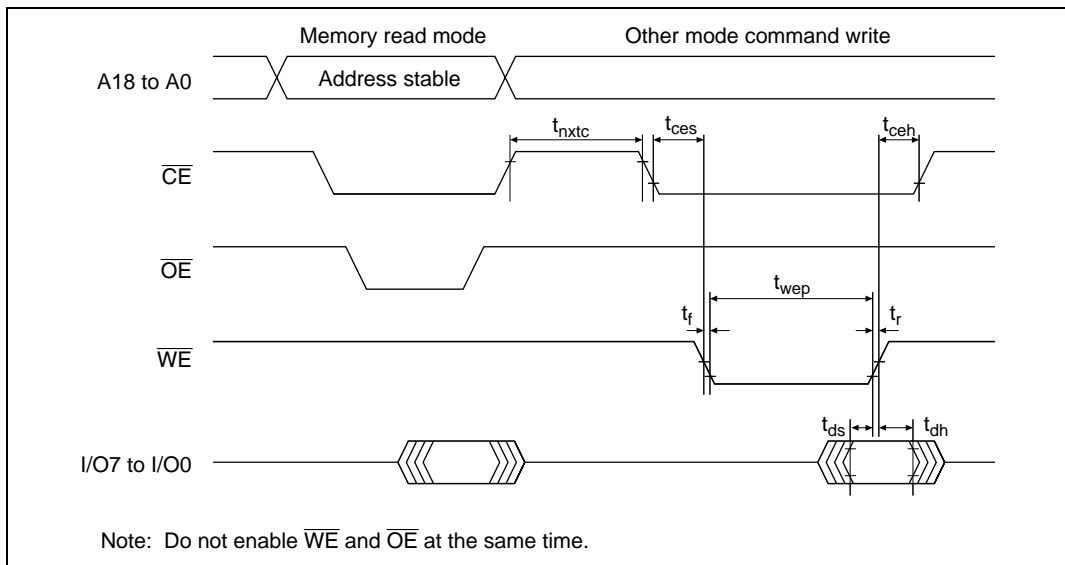 Memory read mode Other mode command write
A18 to A0 Address stable
tnxtc tces tceh
CE
OE
twep
tf tr
WE
tds tdh
I/O7 to I/O0
Note: Do not enable WE and OE at the same time.